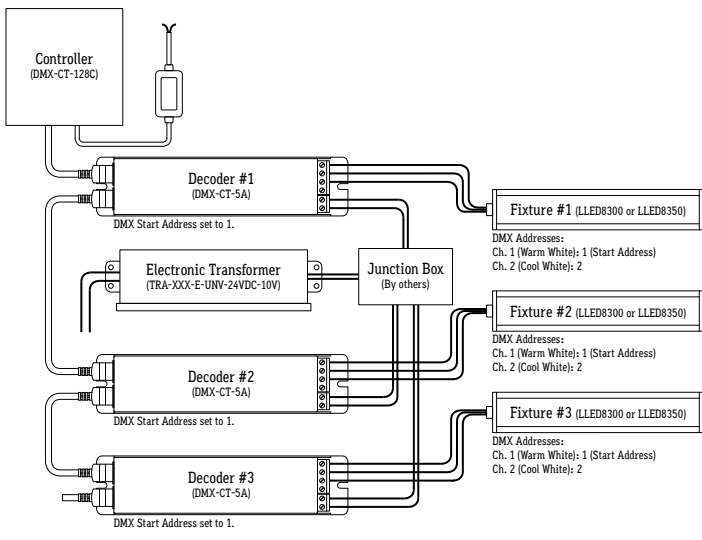 Controller
(DMX-CT-128C)
Decoder #1
(DMX-CT-5A)
DMX Start Address set to 1.
Fixture #1 (LLED8300 or LLED8350)
DMX Addresses:
Ch. 1 (Warm White): 1 (Start Address)
Ch. 2 (Cool White): 2
Electronic Transformer
(TRA-XXX-E-UNV-24VDC-10V)
Junction Box
(By others)
Fixture #2 (LLED8300 or LLED8350)
DMX Addresses:
Ch. 1 (Warm White): 1 (Start Address)
Ch. 2 (Cool White): 2
Decoder #2
(DMX-CT-5A)
DMX Start Address set to 1.
Fixture #3 (LLED8300 or LLED8350)
DMX Addresses:
Ch. 1 (Warm White): 1 (Start Address)
Ch. 2 (Cool White): 2
Decoder #3
(DMX-CT-5A)
DMX Start Address set to 1.